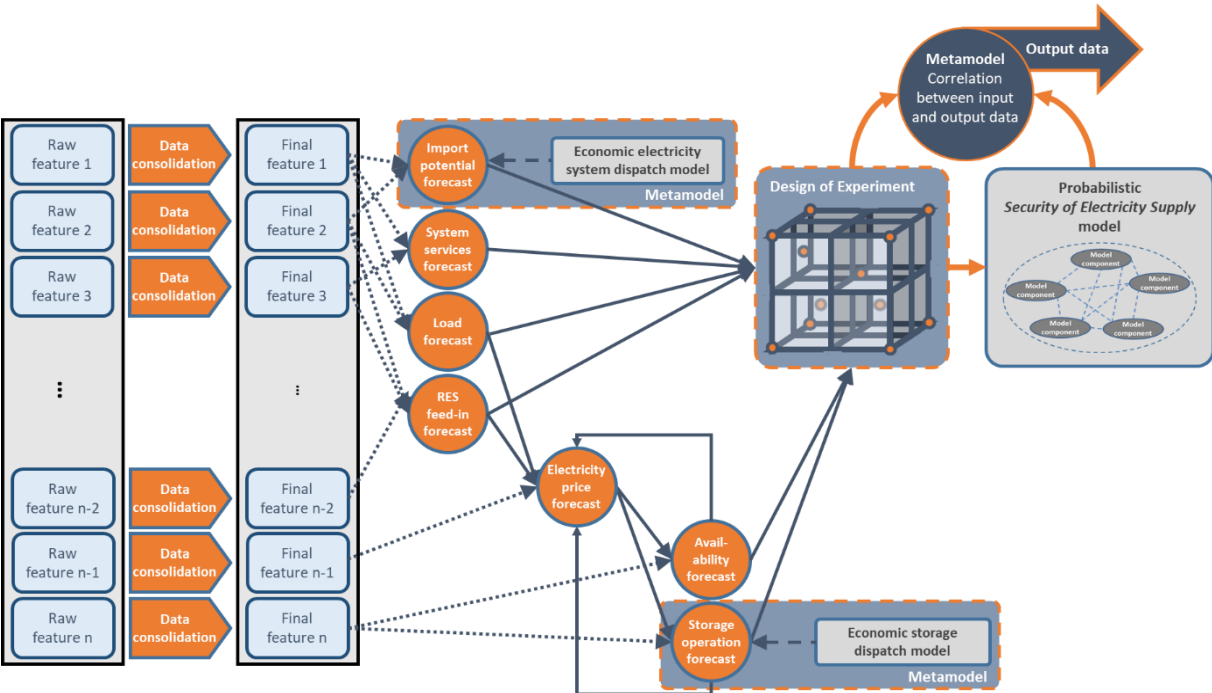 Output data
Metamodel
Correlation
between input
and output data
Raw
feature 1
Data
consolidation
Final
feature 1
Import
potential
forecast
Economic electricity
system dispatch model
Metamodel
Raw
feature 2
Data
consolidation
Final
feature 2
System
services
forecast
Raw
feature 3
Data
consolidation
Final
feature 3
Load
forecast
RES
feed-in
forecast
...
...
Design of Experiment
Probabilistic
Security of Electricity Supply
model
Model
component
Model
component
Model
component
Model
component
Model
component
Raw
feature n-2
Data
consolidation
Final
feature n-2
Electricity
price
forecast
Raw
feature n-1
Data
consolidation
Final
feature n-1
Avail-
ability
forecast
Raw
feature n
Data
consolidation
Final
feature n
Storage
operation
forecast
Economic storage
dispatch model
Metamodel